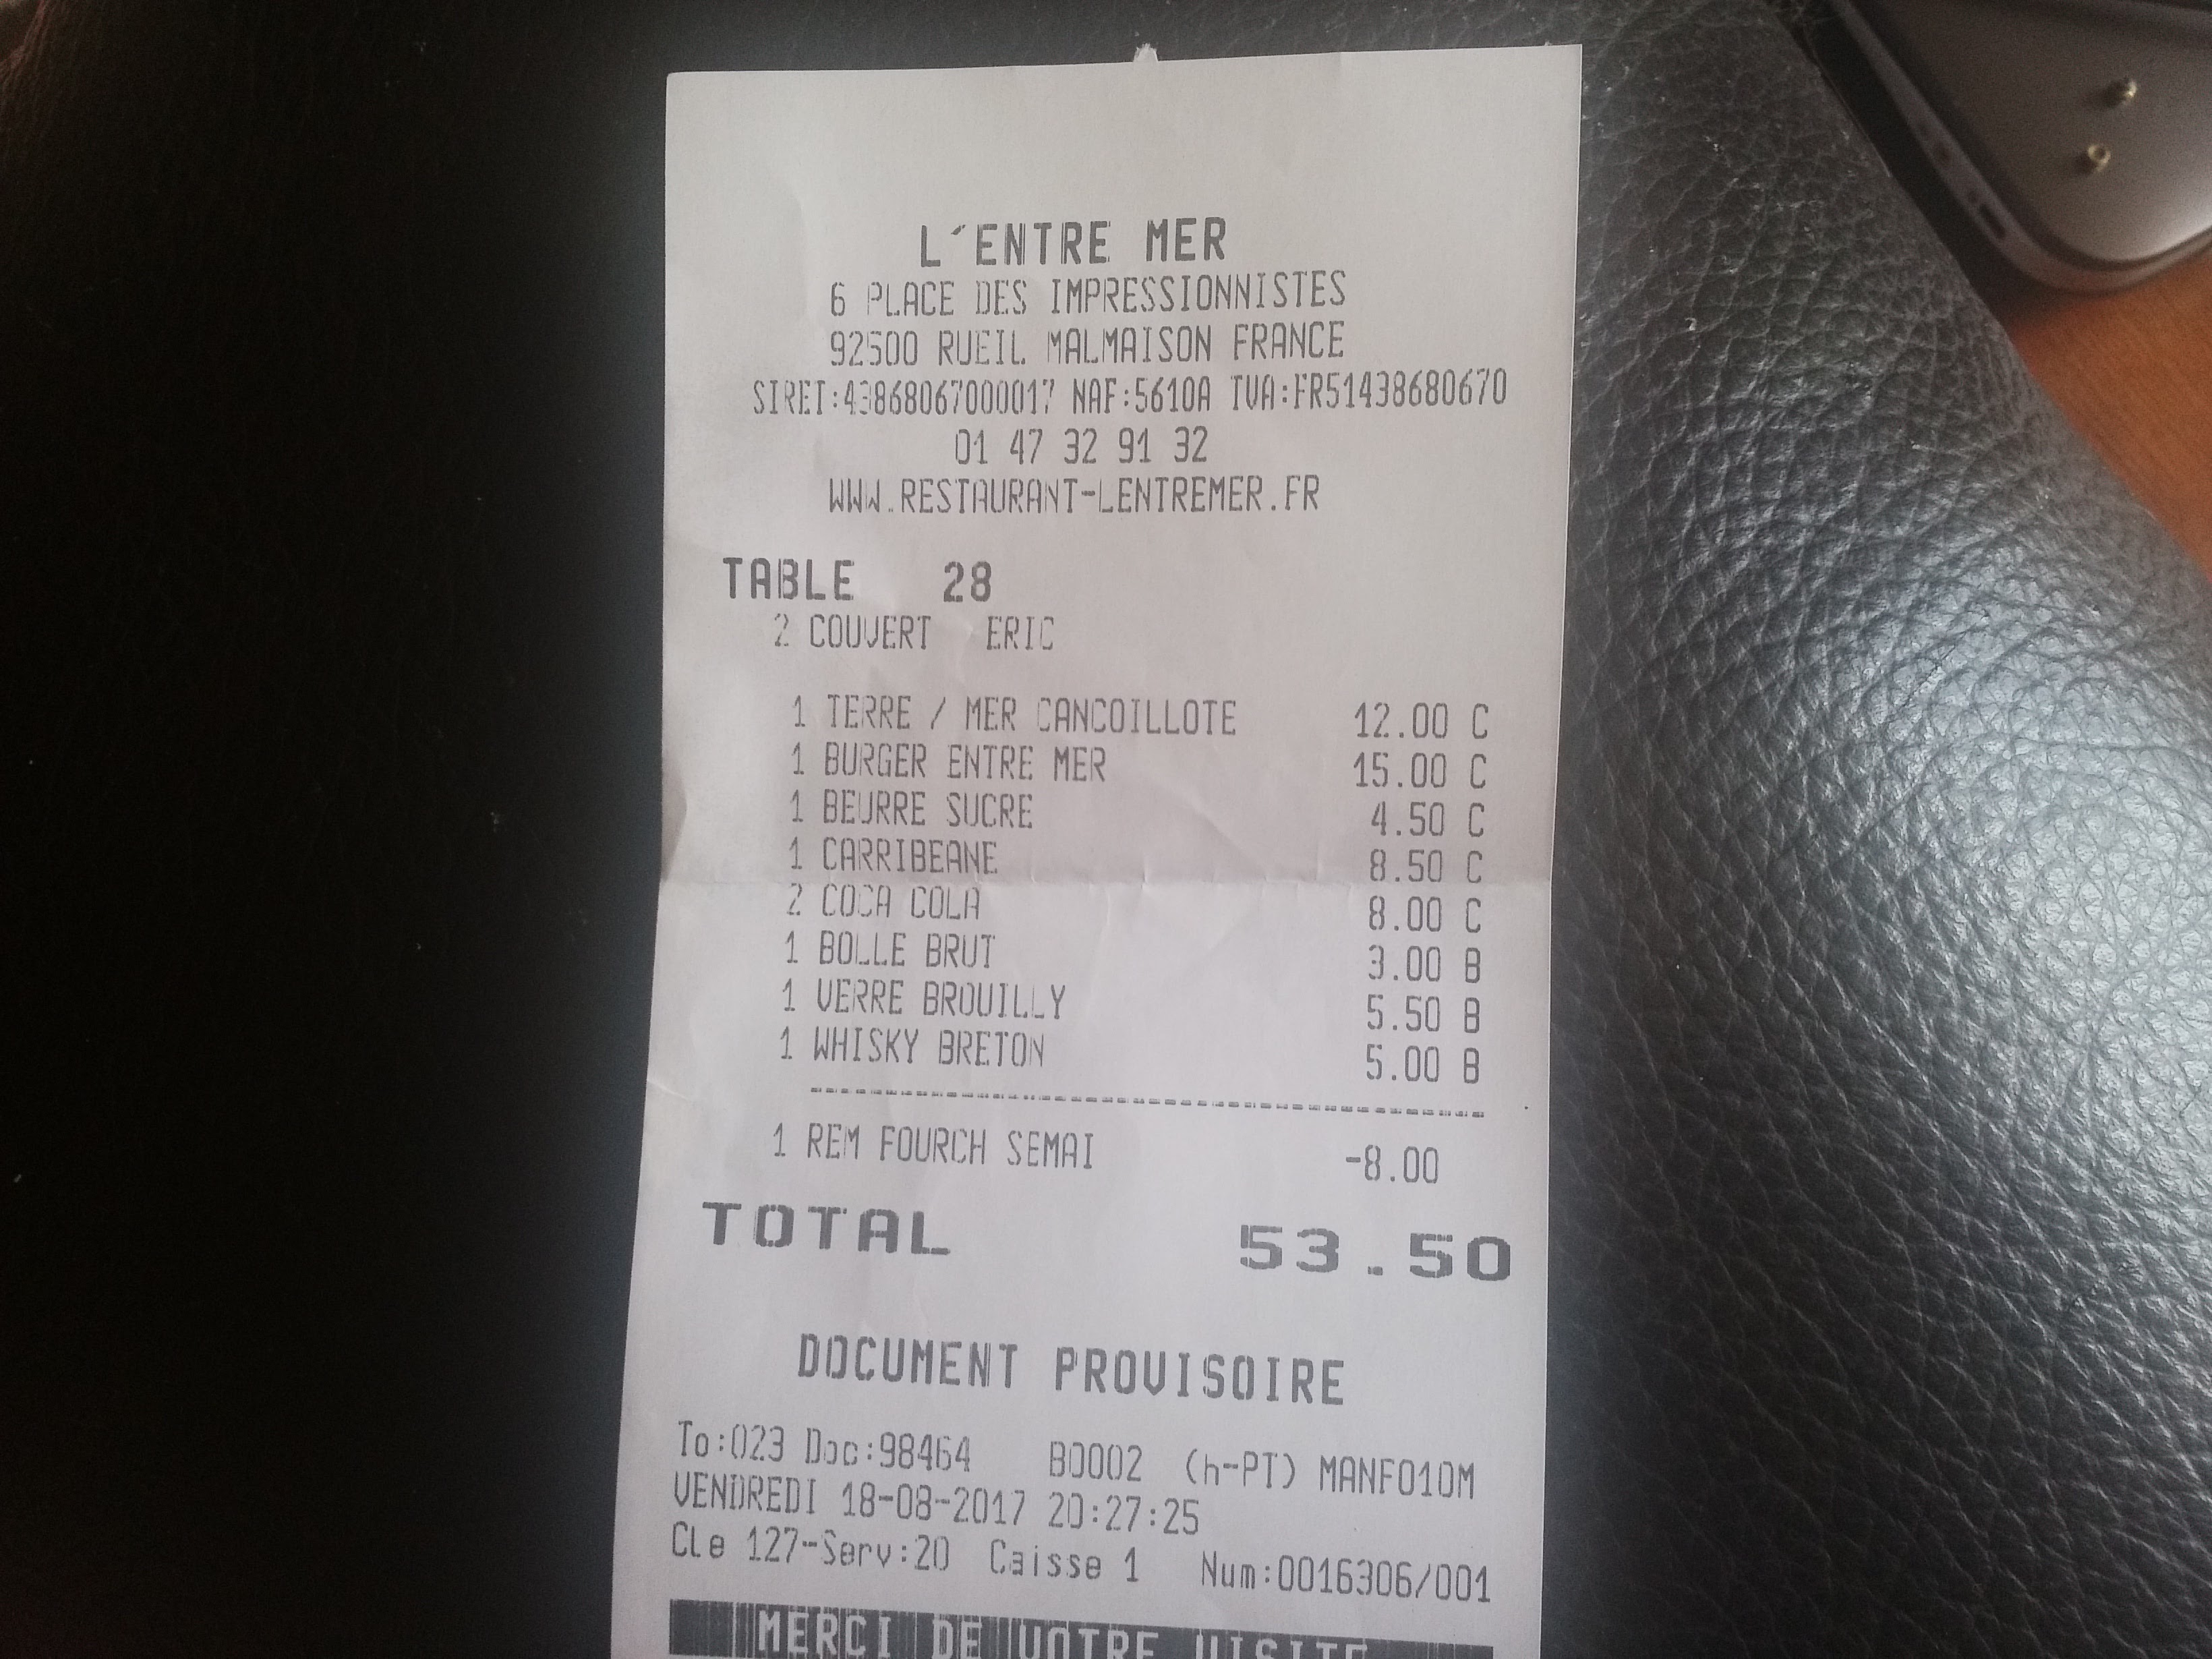 L'ENTRE MER
6 PLACE DES IMPRESSIONNISTES
92500 RUEIL MALMAISON FRANCE
SIRET:43868067000017 NAF:5610A TVA:FR51438680670
01 47 32 91 32
WWW.RESTAURANT-LENTREMER.FR
TABLE 28
2 COUVERT ERIC
1 TERRE / MER CANCOILLOTE 12.00 C
1 BURGER ENTRE MER 15.00 C
1 BEURRE SUCRE 4.50 C
1 CARRIBEANE 8.50 C
2 COCA COLA 8.00 C
1 BOLLE BRUT 3.00 B
1 VERRE BROUILLY 5.50 B
1 WHISKY BRETON 5.00 B
1 REM FOURCH SEMAI -8.00
TOTAL 53.50
DOCUMENT PROVISOIRE
To:023 Doc:98464 B0002 (h-PT) MANF010M
VENDREDI 18-08-2017 20:27:25
Cle 127-Serv:20 Caisse 1 Num:0016306/001
MERCI DE VOTRE VISITE